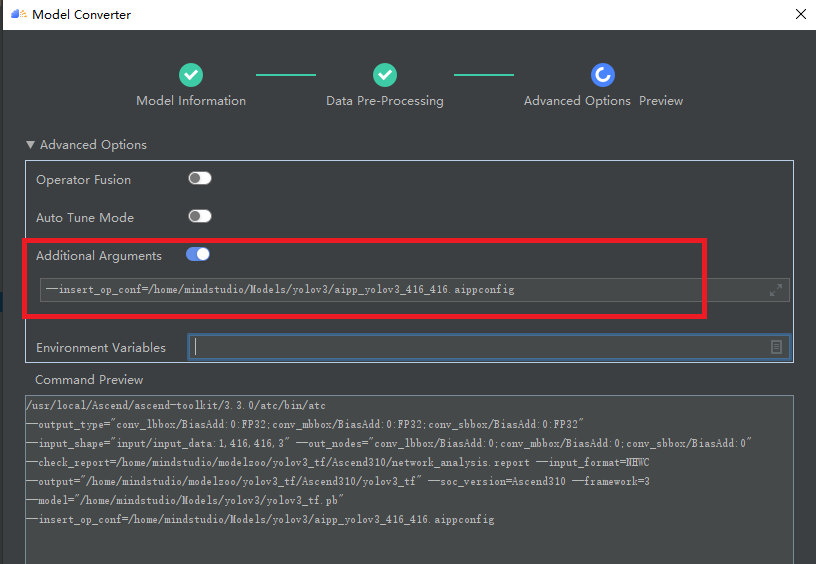 Model Converter
Model Information Data Pre-Processing Advanced Options Preview
Advanced Options
Operator Fusion
Auto Tune Mode
Additional Arguments
--insert_op_conf=/home/mindstudio/Models/yolov3/aipp_yolov3_416_416.aippconfig
Environment Variables
Command Preview
/usr/local/Ascend/ascend-toolkit/3.3.0/atc/bin/atc
--output_type="conv_lbbox/BiasAdd:0:FP32;conv_mbbox/BiasAdd:0:FP32;conv_sbbox/BiasAdd:0:FP32"
--input_shape="input/input_data:1,416,416,3" --out_nodes="conv_lbbox/BiasAdd:0;conv_mbbox/BiasAdd:0;conv_sbbox/BiasAdd:0"
--check_report=/home/mindstudio/modelzoo/yolov3_tf/Ascend310/network_analysis.report --input_format=NHWC
--output="/home/mindstudio/modelzoo/yolov3_tf/Ascend310/yolov3_tf" --soc_version=Ascend310 --framework=3
--model="/home/mindstudio/Models/yolov3/yolov3_tf.pb"
--insert_op_conf=/home/mindstudio/Models/yolov3/aipp_yolov3_416_416.aippconfig